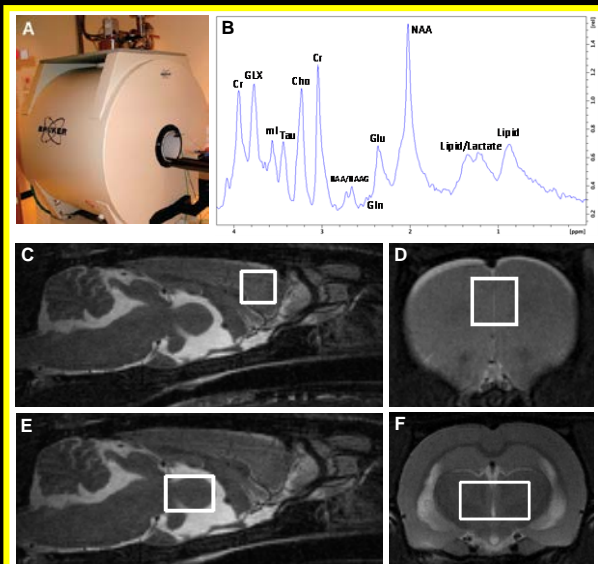 A
BRUKER
B
NAA
Cr
GLX
mI
Tau
Cho
Cr
NAA/NAAG
Glu
Gln
Lipid/Lactate
Lipid
1.4
1.2
1.0
0.8
0.6
0.4
0.2
4
3
2
1
[ppm]
C
D
E
F